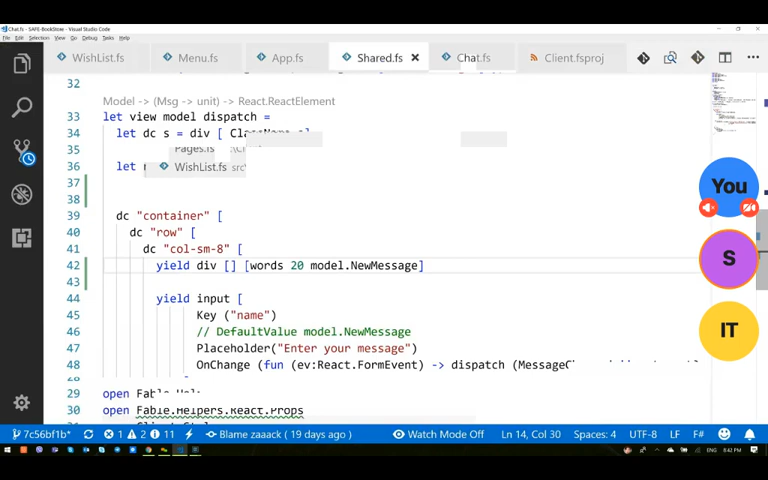 Chat.fs - SAFE-BookStore - Visual Studio Code
File Edit Selection View Go Debug Tasks Help
WishList.fs Menu.fs App.fs Shared.fs Chat.fs Client.fsproj
32
Model -> (Msg -> unit) -> React.ReactElement
33 let view model dispatch =
34 let dc s = div [
35 Pages.fs
36 let WishList.fs
37
38
39 dc "container" [
40 dc "row" [
41 dc "col-sm-8" [
42 yield div [] [words 20 model.NewMessage]
43
44 yield input [
45 Key ("name")
46 // DefaultValue model.NewMessage
47 Placeholder("Enter your message")
48 OnChange (fun (ev:React.FormEvent) -> dispatch
29 open
30 open Fable.Helpers.React.Props
You
S
IT
7c56bf1b* 1 2 11 Blame zaaack ( 19 days ago ) Watch Mode Off Ln 14, Col 30 Spaces: 4 UTF-8 LF F#
ENG 8:42 PM